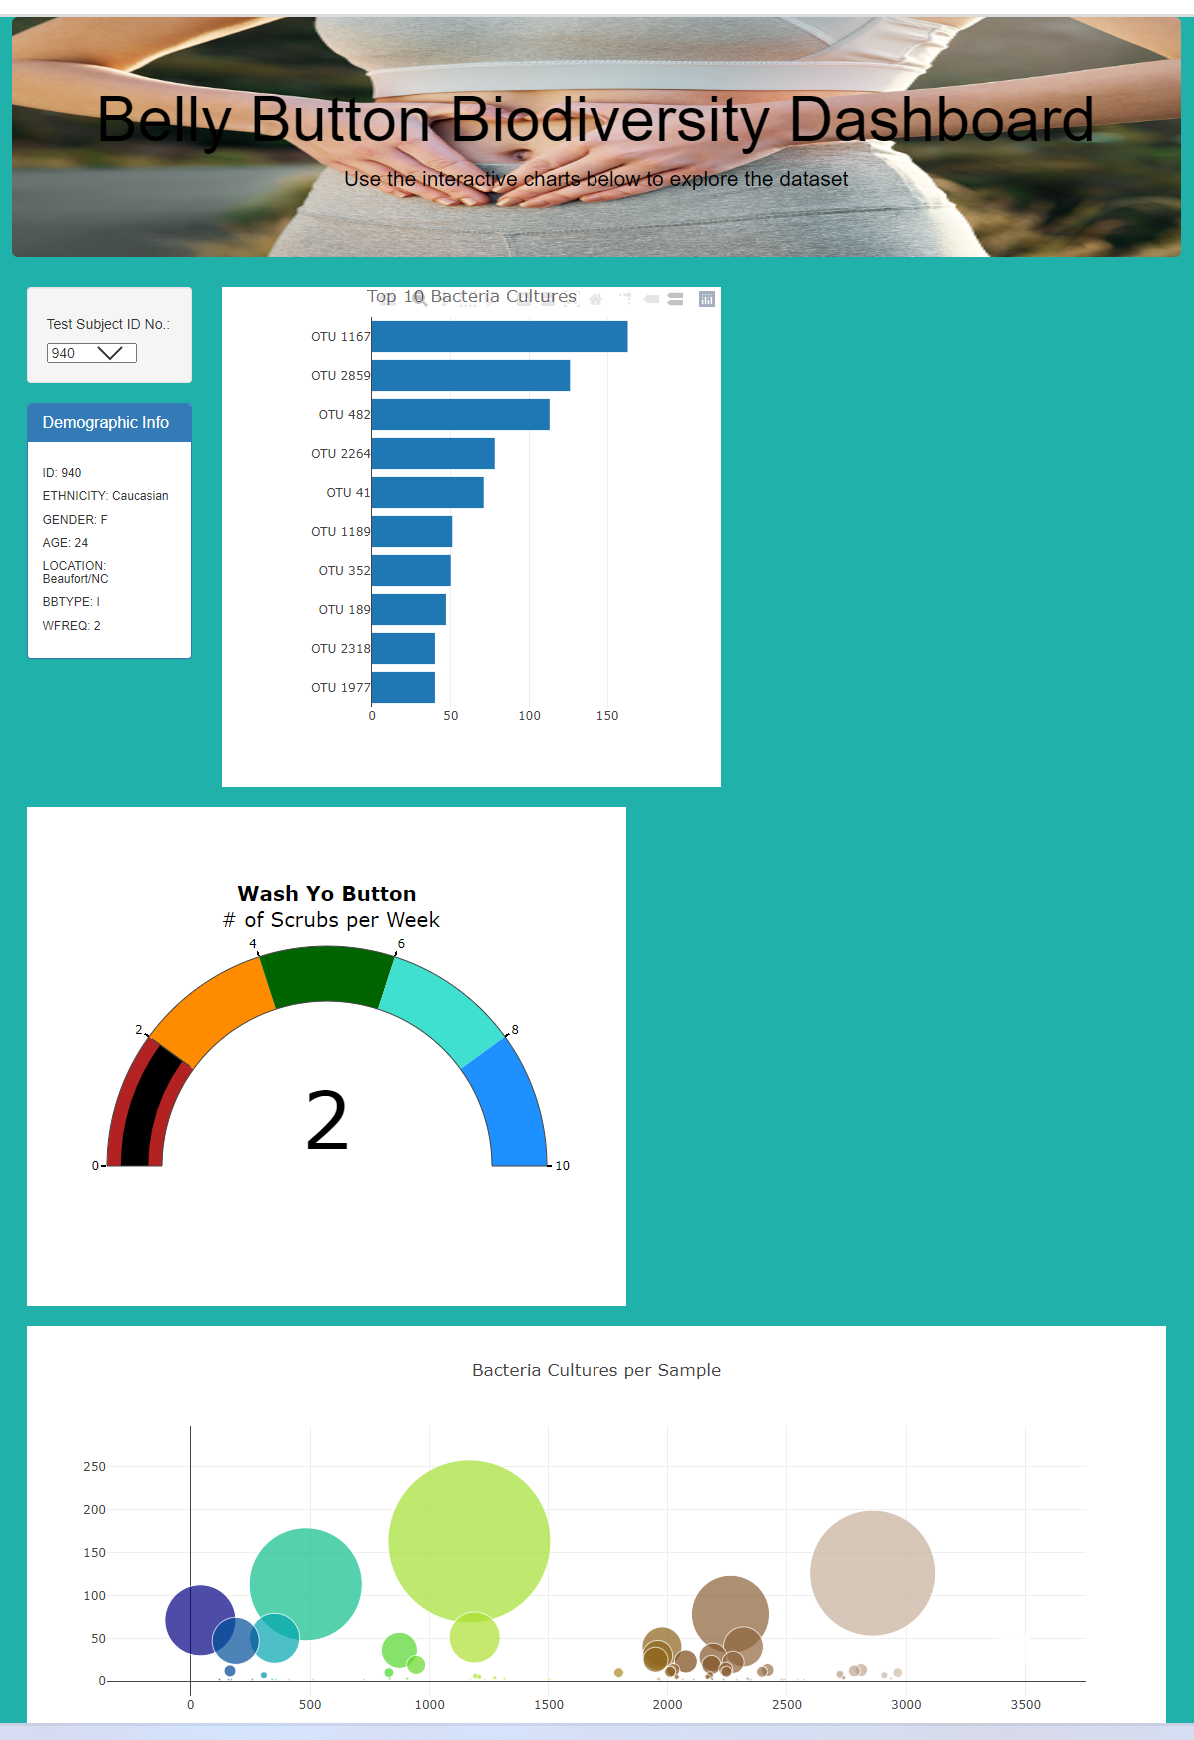 Belly Button Biodiversity Dashboard
Use the interactive charts below to explore the dataset
Test Subject ID No.:
940
Demographic Info
ID: 940
ETHNICITY: Caucasian
GENDER: F
AGE: 24
LOCATION:
Beaufort/NC
BBTYPE: I
WFREQ: 2
Top 10 Bacteria Cultures
OTU 1167
OTU 2859
OTU 482
OTU 2264
OTU 41
OTU 1189
OTU 352
OTU 189
OTU 2318
OTU 1977
0 50 100 150
Wash Yo Button
# of Scrubs per Week
4 6
2 8
2
0 10
Bacteria Cultures per Sample
250
200
150
100
50
0
0 500 1000 1500 2000 2500 3000 3500